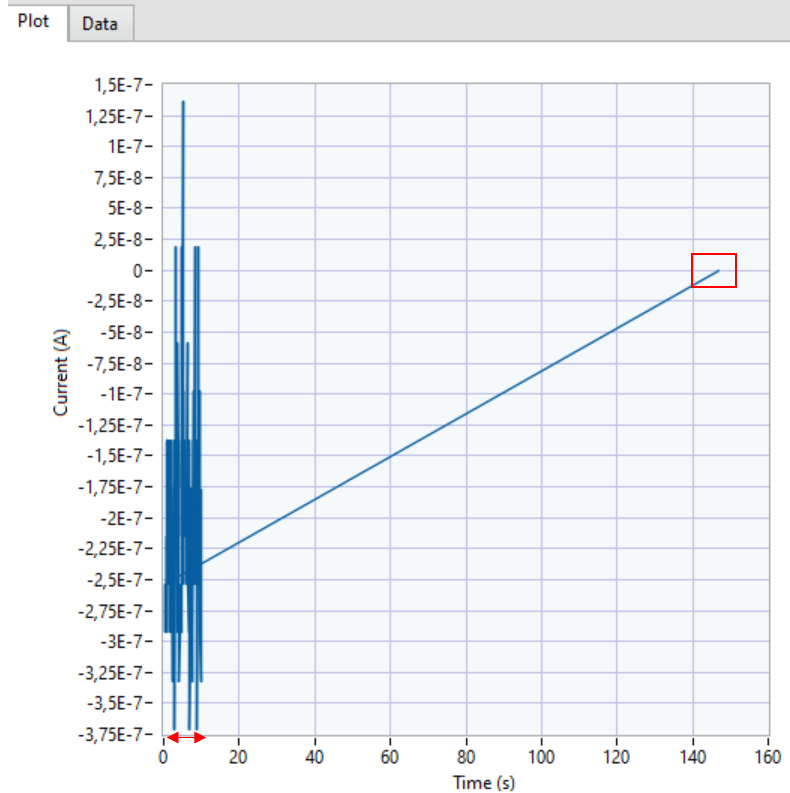 Plot Data
1,5E-7
1,25E-7
1E-7
7,5E-8
5E-8
2,5E-8
0
-2,5E-8
-5E-8
-7,5E-8
-1E-7
-1,25E-7
-1,5E-7
-1,75E-7
-2E-7
-2,25E-7
-2,5E-7
-2,75E-7
-3E-7
-3,25E-7
-3,5E-7
-3,75E-7
Current (A)
0 20 40 60 80 100 120 140 160
Time (s)